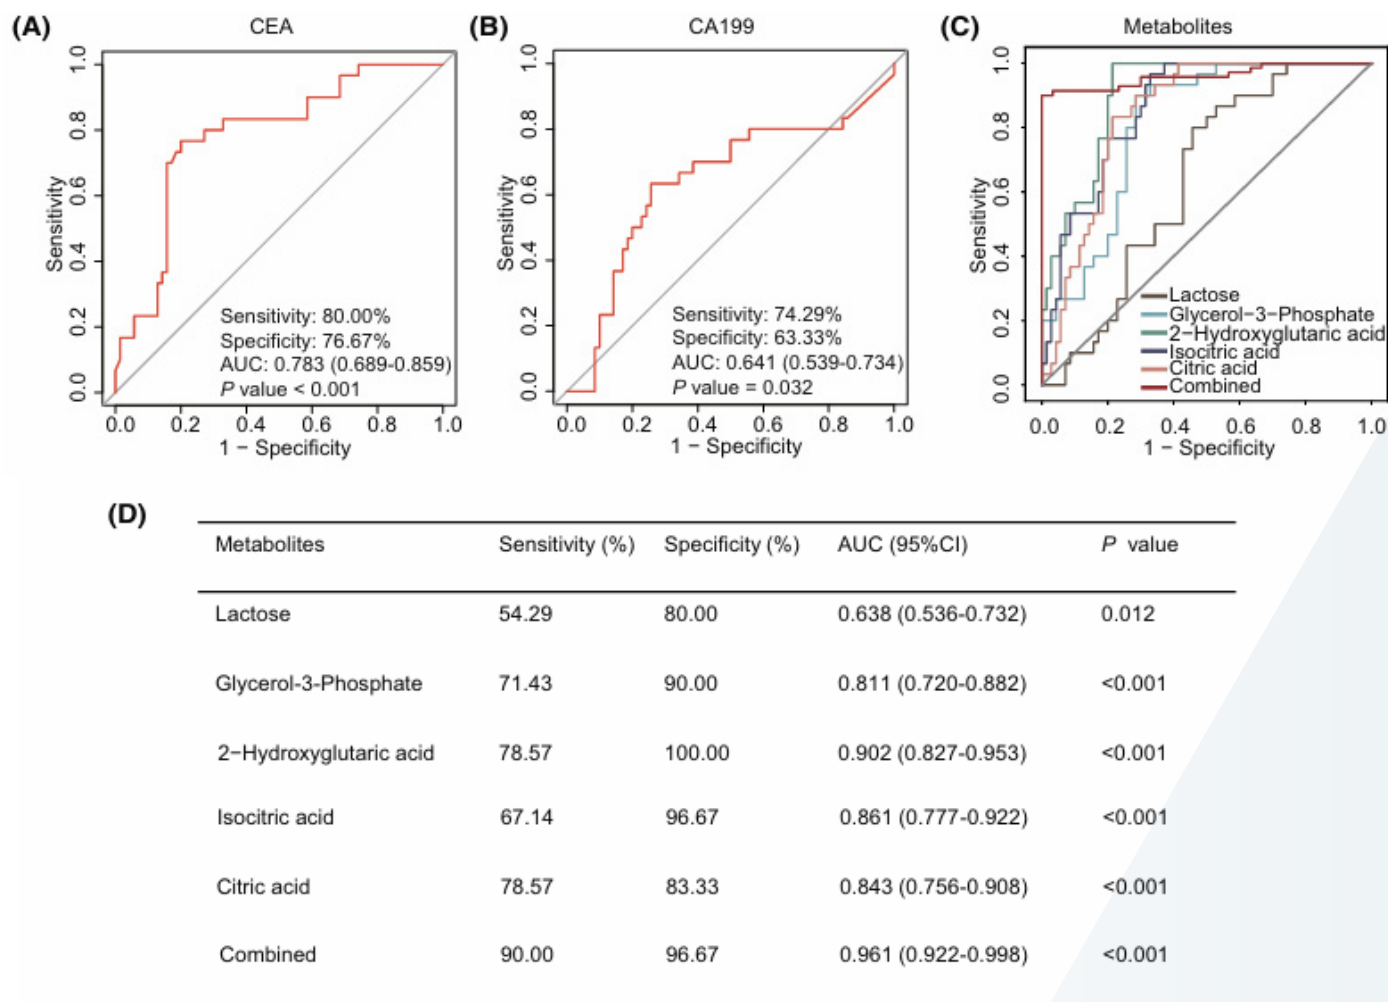 (A) CEA
1.0
0.8
0.6
0.4
0.2
0.0
Sensitivity
Sensitivity: 80.00%
Specificity: 76.67%
AUC: 0.783 (0.689-0.859)
P value < 0.001
0.0 0.2 0.4 0.6 0.8 1.0
1 − Specificity
(B) CA199
1.0
0.8
0.6
0.4
0.2
0.0
Sensitivity
Sensitivity: 74.29%
Specificity: 63.33%
AUC: 0.641 (0.539-0.734)
P value = 0.032
0.0 0.2 0.4 0.6 0.8 1.0
1 − Specificity
(C) Metabolites
1.0
0.8
0.6
0.4
0.2
0.0
Sensitivity
Lactose
Glycerol−3−Phosphate
2−Hydroxyglutaric acid
Isocitric acid
Citric acid
Combined
0.0 0.2 0.4 0.6 0.8 1.0
1 − Specificity
(D)
Metabolites Sensitivity (%) Specificity (%) AUC (95%CI) P value
Lactose 54.29 80.00 0.638 (0.536-0.732) 0.012
Glycerol-3-Phosphate 71.43 90.00 0.811 (0.720-0.882) <0.001
2−Hydroxyglutaric acid 78.57 100.00 0.902 (0.827-0.953) <0.001
Isocitric acid 67.14 96.67 0.861 (0.777-0.922) <0.001
Citric acid 78.57 83.33 0.843 (0.756-0.908) <0.001
Combined 90.00 96.67 0.961 (0.922-0.998) <0.001